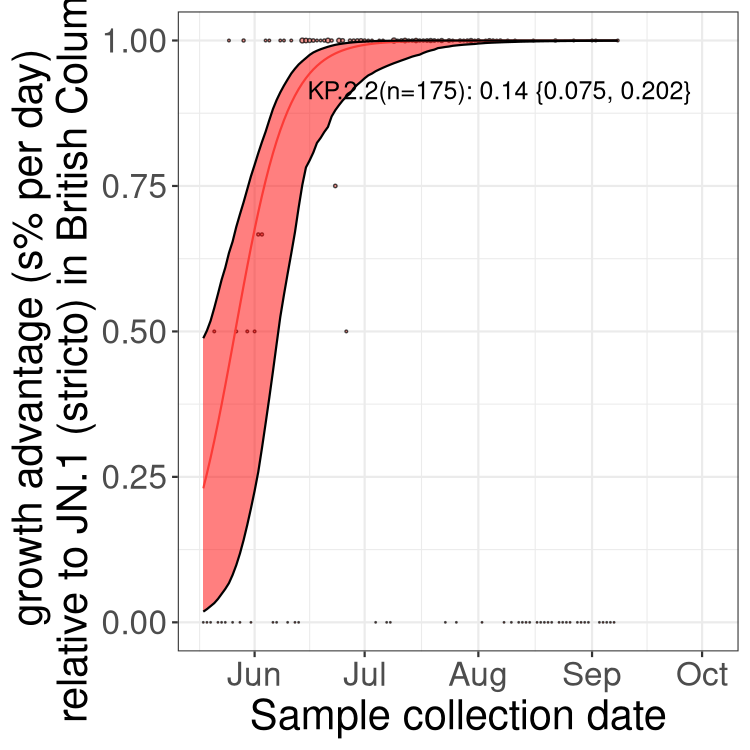 growth advantage (s% per day)
relative to JN.1 (stricto) in British Colum
1.00
0.75
0.50
0.25
0.00
KP.2.2(n=175): 0.14 {0.075, 0.202}
Jun Jul Aug Sep Oct
Sample collection date